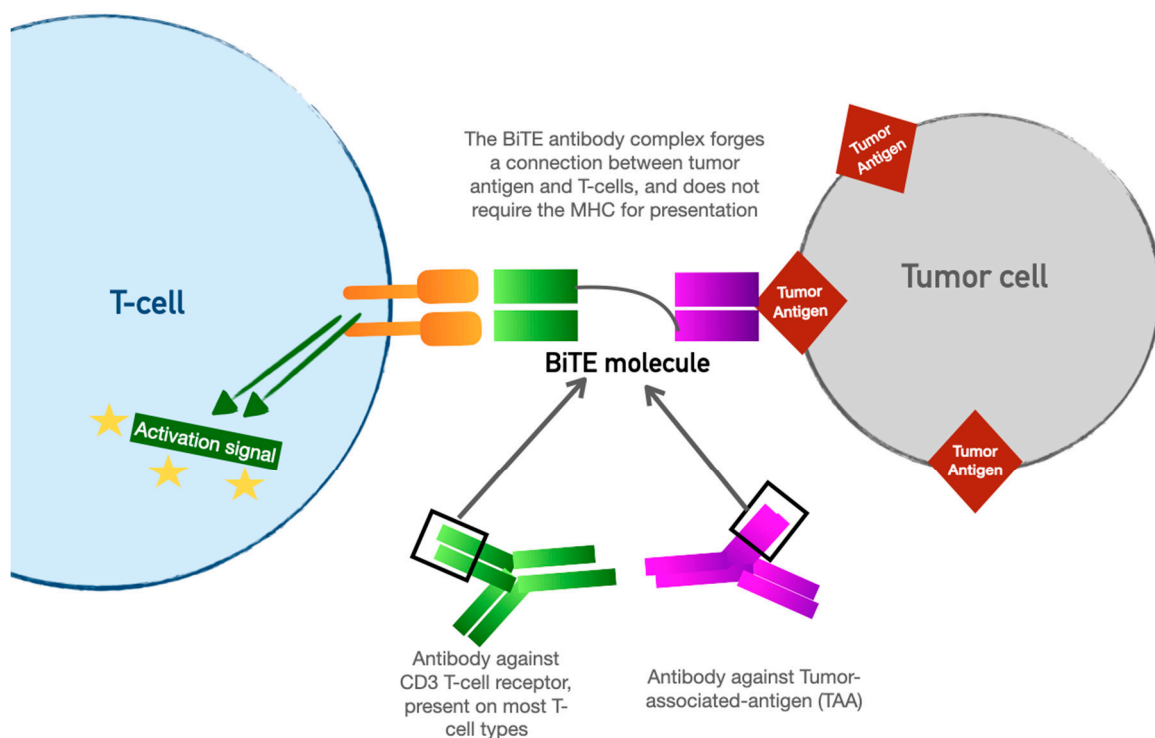 The BiTE antibody complex forges
a connection between tumor
antigen and T-cells, and does not
require the MHC for presentation
Tumor
Antigen
T-cell
Tumor cell
Tumor
Antigen
BiTE molecule
Activation signal
Tumor
Antigen
Antibody against
CD3 T-cell receptor,
present on most T-
cell types
Antibody against Tumor-
associated-antigen (TAA)